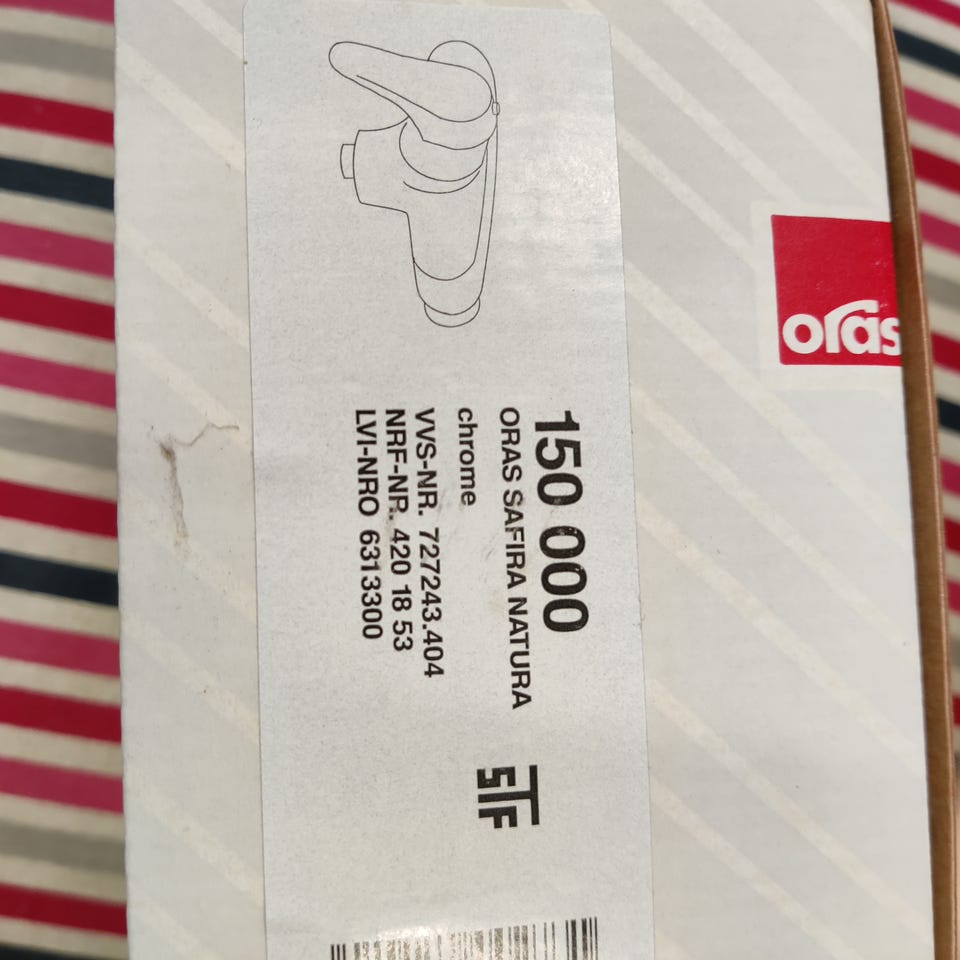 oras
150 000
ORAS SAFIRA NATURA
chrome
VVS-NR. 727243.404
NRF-NR. 420 18 53
LVI-NRO 6313300
STF